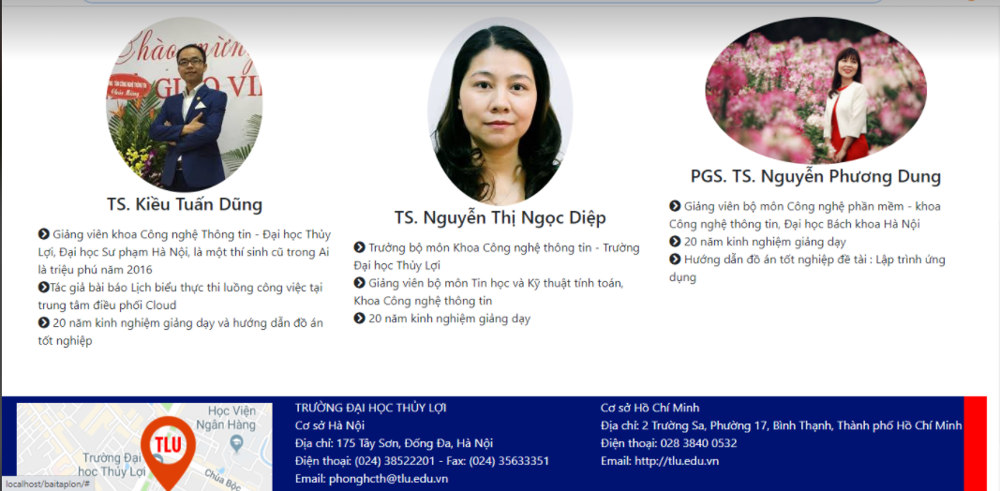 Chào mừng
TÂM CÔNG NGHỆ THÔNG TIN
Chúc Mừng
GIÁO VI
TS. Kiều Tuấn Dũng
Giảng viên khoa Công nghệ Thông tin - Đại học Thủy
Lợi, Đại học Sư phạm Hà Nội, là một thí sinh cũ trong Ai
là triệu phú năm 2016
Tác giả bài báo Lịch biểu thực thi luồng công việc tại
trung tâm điều phối Cloud
20 năm kinh nghiệm giảng dạy và hướng dẫn đồ án
tốt nghiệp
TS. Nguyễn Thị Ngọc Diệp
Trưởng bộ môn Khoa Công nghệ thông tin - Trường
Đại học Thủy Lợi
Giảng viên bộ môn Tin học và Kỹ thuật tính toán,
Khoa Công nghệ thông tin
20 năm kinh nghiệm giảng dạy
PGS. TS. Nguyễn Phương Dung
Giảng viên bộ môn Công nghệ phần mềm - khoa
Công nghệ thông tin, Đại học Bách khoa Hà Nội
20 năm kinh nghiệm giảng dạy
Hướng dẫn đồ án tốt nghiệp đề tài : Lập trình ứng
dụng
Học Viện
Ngân Hàng
TLU
Trường Đại
học Thủy Lợi
Chùa Bộc
TRƯỜNG ĐẠI HỌC THỦY LỢI
Cơ sở Hà Nội
Địa chỉ: 175 Tây Sơn, Đống Đa, Hà Nội
Điện thoại: (024) 38522201 - Fax: (024) 35633351
Email: phonghcth@tlu.edu.vn
Cơ sở Hồ Chí Minh
Địa chỉ: 2 Trường Sa, Phường 17, Bình Thạnh, Thành phố Hồ Chí Minh
Điện thoại: 028 3840 0532
Email: http://tlu.edu.vn
localhost/baitaplon/#